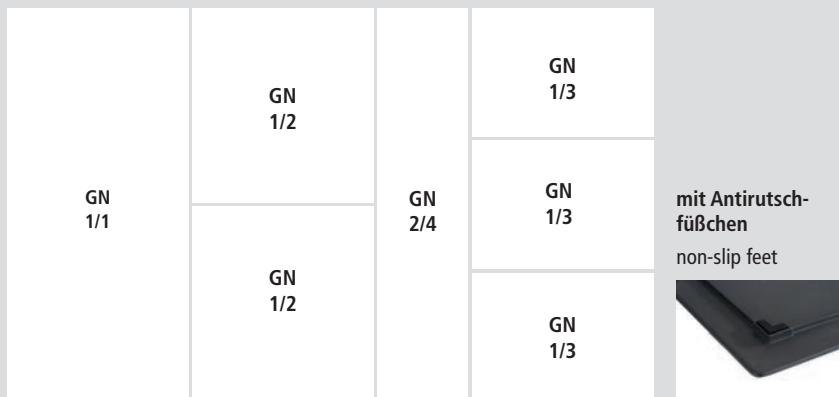 GN
1/1
GN
1/2
GN
1/2
GN
2/4
GN
1/3
GN
1/3
GN
1/3
mit Antirutsch-
füßchen
non-slip feet